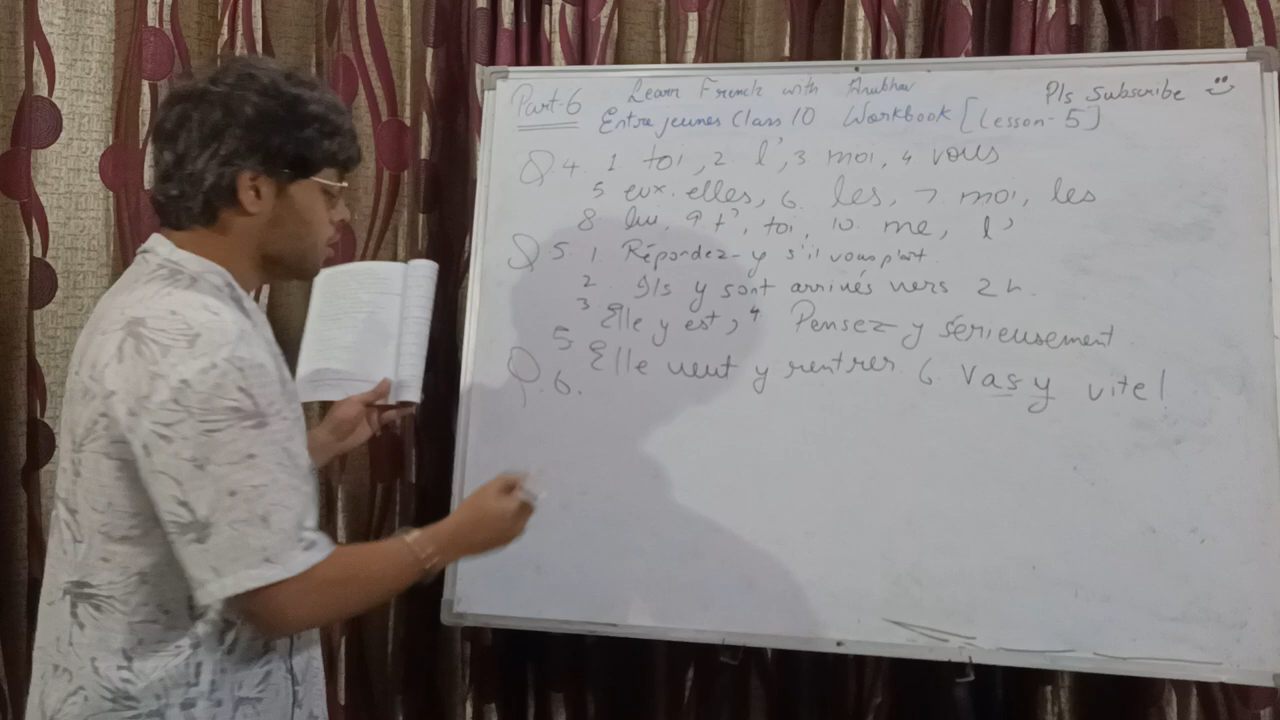 Part-6 Learn French with Anubhav Pls Subscribe
Entre jeunes Class 10 Workbook [Lesson-5]
Q 4. 1 toi, 2. l', 3 moi, 4 vous
5 eux. elles, 6. les, 7. moi, les
8 lui, 9 t', toi, 10. me, l'
Q 5. 1. Répondez-y s'il vous plaît.
2. Ils y sont arrivés vers 2 h
3 Elle y est, 4 Pensez y sérieusement
5 Elle veut y rentrer 6. Vas y vite!
Q. 6.